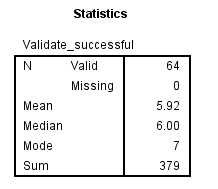 Statistics
Validate_successful
N Valid 64
Missing 0
Mean 5.92
Median 6.00
Mode 7
Sum 379